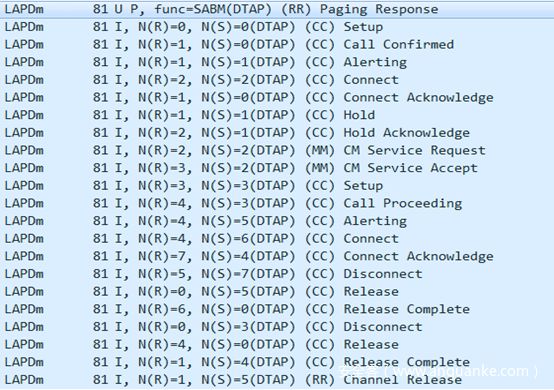 LAPDm 81 U P, func=SABM(DTAP) (RR) Paging Response
LAPDm 81 I, N(R)=0, N(S)=0(DTAP) (CC) Setup
LAPDm 81 I, N(R)=1, N(S)=0(DTAP) (CC) Call Confirmed
LAPDm 81 I, N(R)=1, N(S)=1(DTAP) (CC) Alerting
LAPDm 81 I, N(R)=2, N(S)=2(DTAP) (CC) Connect
LAPDm 81 I, N(R)=1, N(S)=0(DTAP) (CC) Connect Acknowledge
LAPDm 81 I, N(R)=1, N(S)=1(DTAP) (CC) Hold
LAPDm 81 I, N(R)=2, N(S)=1(DTAP) (CC) Hold Acknowledge
LAPDm 81 I, N(R)=2, N(S)=2(DTAP) (MM) CM Service Request
LAPDm 81 I, N(R)=3, N(S)=2(DTAP) (MM) CM Service Accept
LAPDm 81 I, N(R)=3, N(S)=3(DTAP) (CC) Setup
LAPDm 81 I, N(R)=4, N(S)=3(DTAP) (CC) Call Proceeding
LAPDm 81 I, N(R)=4, N(S)=5(DTAP) (CC) Alerting
LAPDm 81 I, N(R)=4, N(S)=6(DTAP) (CC) Connect
LAPDm 81 I, N(R)=7, N(S)=4(DTAP) (CC) Connect Acknowledge
LAPDm 81 I, N(R)=5, N(S)=7(DTAP) (CC) Disconnect
LAPDm 81 I, N(R)=0, N(S)=5(DTAP) (CC) Release
LAPDm 81 I, N(R)=6, N(S)=0(DTAP) (CC) Release Complete
LAPDm 81 I, N(R)=0, N(S)=3(DTAP) (CC) Disconnect
LAPDm 81 I, N(R)=4, N(S)=0(DTAP) (CC) Release
LAPDm 81 I, N(R)=1, N(S)=4(DTAP) (CC) Release Complete
LAPDm 81 I, N(R)=1, N(S)=5(DTAP) (RR) Channel Release
安全客 ( www.anquanke.com )